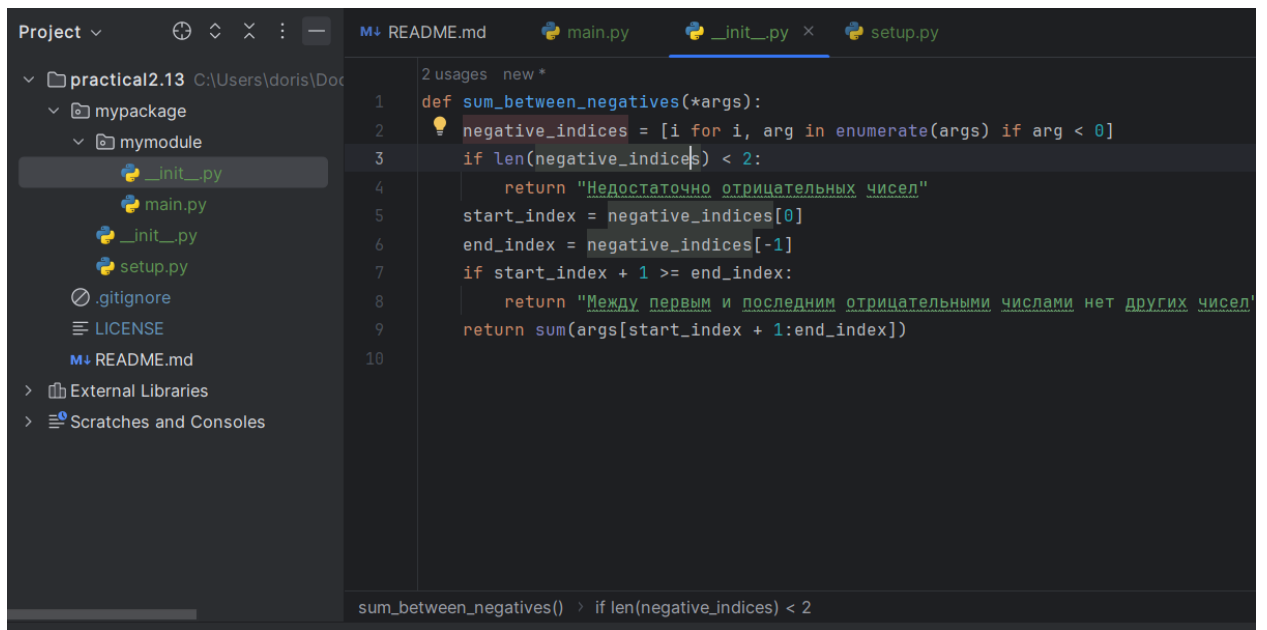 Project
README.md main.py __init__.py setup.py
practical2.13 C:\Users\doris\Doc
mypackage
mymodule
__init__.py
main.py
__init__.py
setup.py
.gitignore
LICENSE
README.md
External Libraries
Scratches and Consoles
2 usages new *
1 def sum_between_negatives(*args):
2 negative_indices = [i for i, arg in enumerate(args) if arg < 0]
3 if len(negative_indices) < 2:
4 return "Недостаточно отрицательных чисел"
5 start_index = negative_indices[0]
6 end_index = negative_indices[-1]
7 if start_index + 1 >= end_index:
8 return "Между первым и последним отрицательными числами нет других чисел"
9 return sum(args[start_index + 1:end_index])
10
sum_between_negatives() > if len(negative_indices) < 2